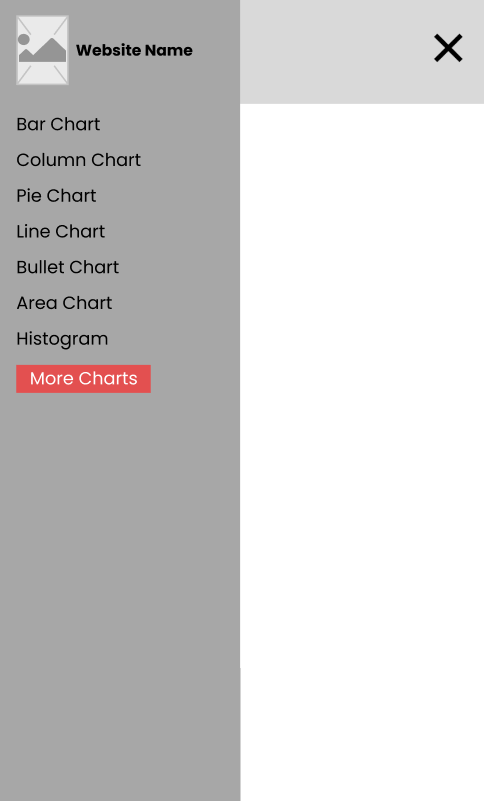 Website Name
Bar Chart
Column Chart
Pie Chart
Line Chart
Bullet Chart
Area Chart
Histogram
More Charts